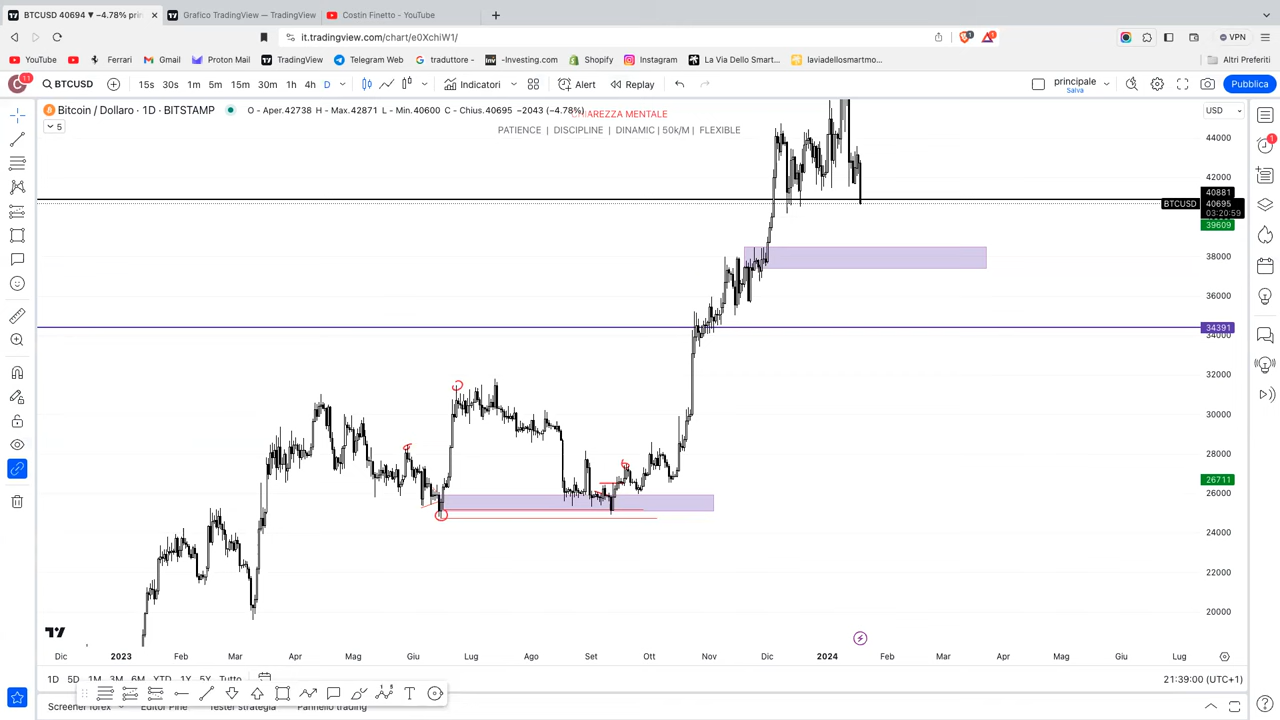 BTCUSD 40694 ▼ −4.78% pri
Grafico TradingView — TradingView
Costin Finetto - YouTube
it.tradingview.com/chart/e0XchiW1/
1
VPN
YouTube
Ferrari
Gmail
Proton Mail
TradingView
Telegram Web
traduttore -
-Investing.com
Shopify
Instagram
La Via Dello Smart...
laviadellosmartmo...
Altri Preferiti
11
BTCUSD
15s 30s 1m 5m 15m 30m 1h 4h D
Indicatori
Alert
Replay
principale
Salva
Pubblica
Bitcoin / Dollaro · 1D · BITSTAMP
O - Aper.42738 H - Max.42871 L - Min.40600 C - Chius.40695 −2043 (−4.78%)
CHIAREZZA MENTALE
PATIENCE | DISCIPLINE | DINAMIC | 50k/M | FLEXIBLE
5
USD
44000
42000
40881
BTCUSD 40695
03:20:59
39609
38000
36000
34391
34000
32000
30000
28000
26711
26000
24000
22000
20000
1
Dic 2023 Feb Mar Apr Mag Giu Lug Ago Set Ott Nov Dic 2024 Feb Mar Apr Mag Giu Lug
5D 1M 3M 6M YTD 1Y 5Y Tutto
21:39:00 (UTC+1)
Screener forex
Editor Pine
Tester strategia
Pannello trading